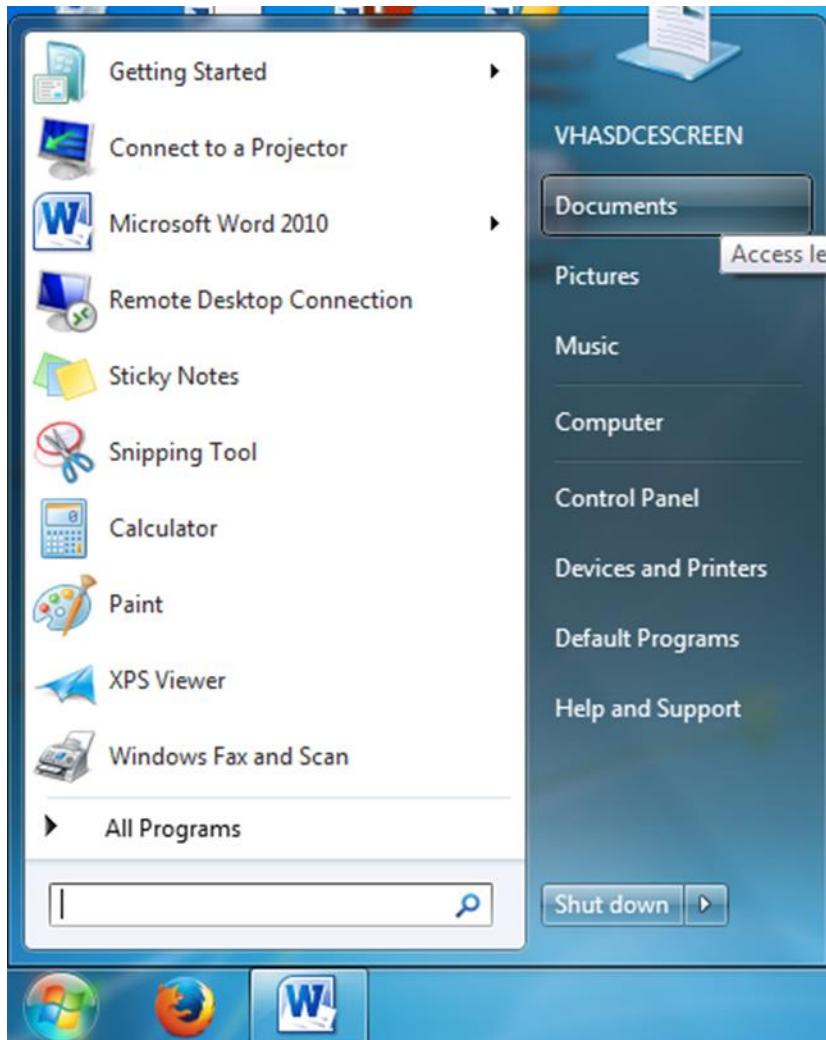 Getting Started
Connect to a Projector
Microsoft Word 2010
Remote Desktop Connection
Sticky Notes
Snipping Tool
Calculator
Paint
XPS Viewer
Windows Fax and Scan
All Programs
VHASDCESCREEN
Documents
Access le
Pictures
Music
Computer
Control Panel
Devices and Printers
Default Programs
Help and Support
Shut down